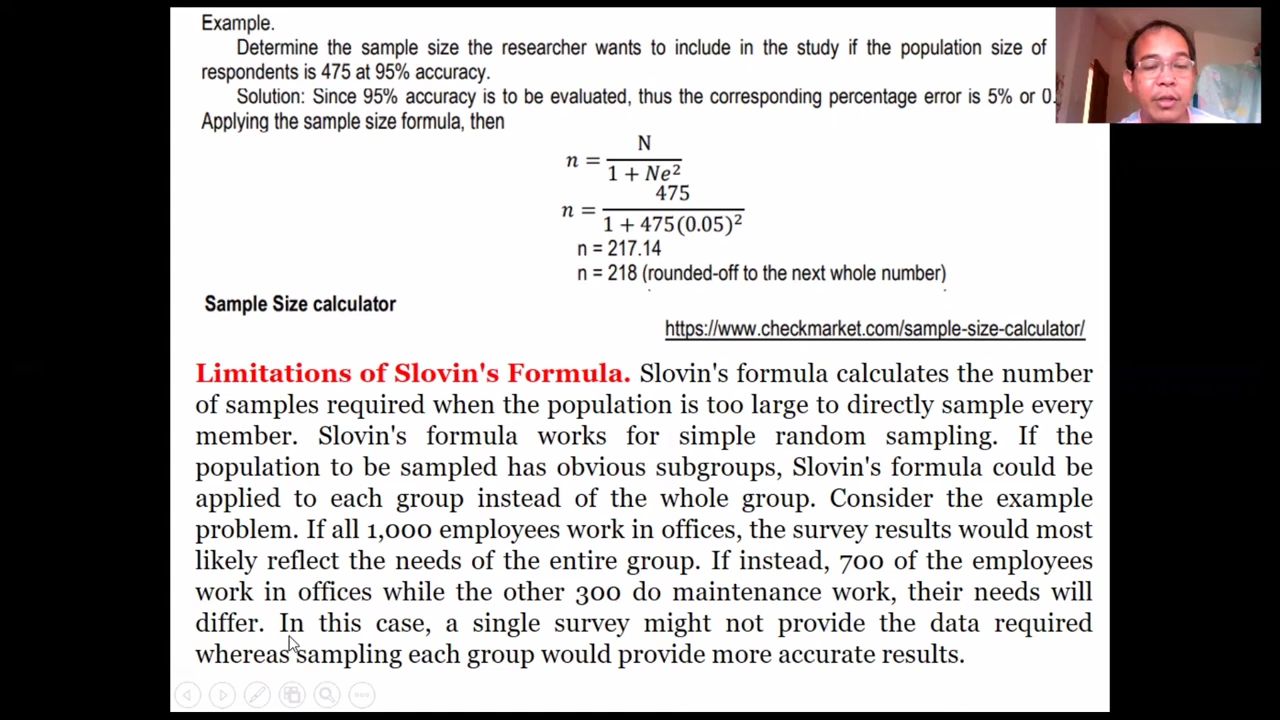 Example.
Determine the sample size the researcher wants to include in the study if the population size of
respondents is 475 at 95% accuracy.
Solution: Since 95% accuracy is to be evaluated, thus the corresponding percentage error is 5% or 0.
Applying the sample size formula, then
n = N / 1 + Ne²
n = 475 / 1 + 475(0.05)²
n = 217.14
n = 218 (rounded-off to the next whole number)
Sample Size calculator
https://www.checkmarket.com/sample-size-calculator/
Limitations of Slovin's Formula. Slovin's formula calculates the number
of samples required when the population is too large to directly sample every
member. Slovin's formula works for simple random sampling. If the
population to be sampled has obvious subgroups, Slovin's formula could be
applied to each group instead of the whole group. Consider the example
problem. If all 1,000 employees work in offices, the survey results would most
likely reflect the needs of the entire group. If instead, 700 of the employees
work in offices while the other 300 do maintenance work, their needs will
differ. In this case, a single survey might not provide the data required
whereas sampling each group would provide more accurate results.